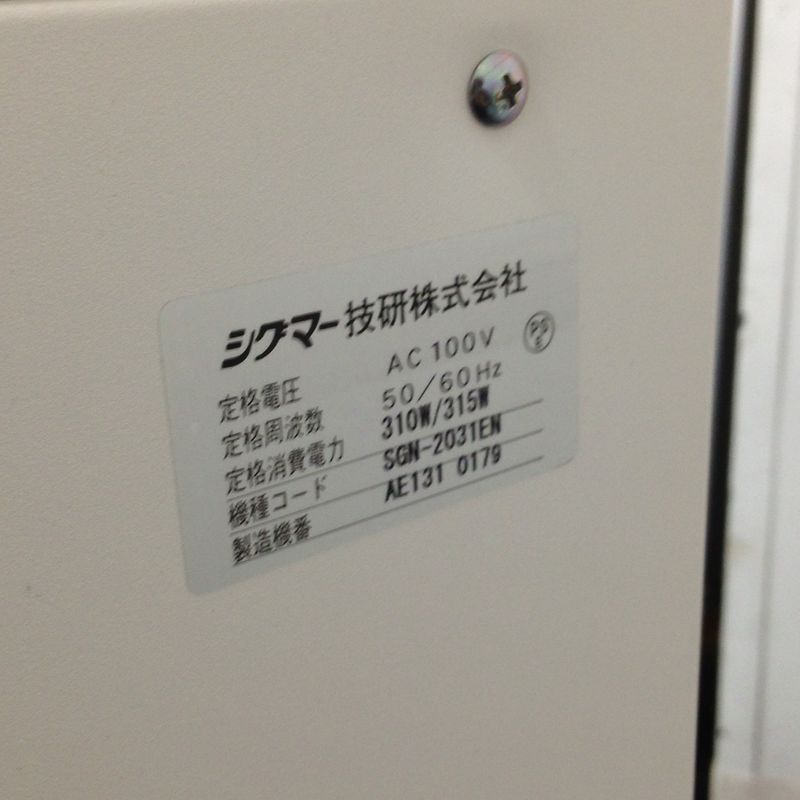 シグマー技研株式会社
定格電圧 AC 100V
定格周波数 50/60Hz
定格消費電力 310W/315W
機種コード SGN-2031EN
製造機番 AE131 0179
PS
E